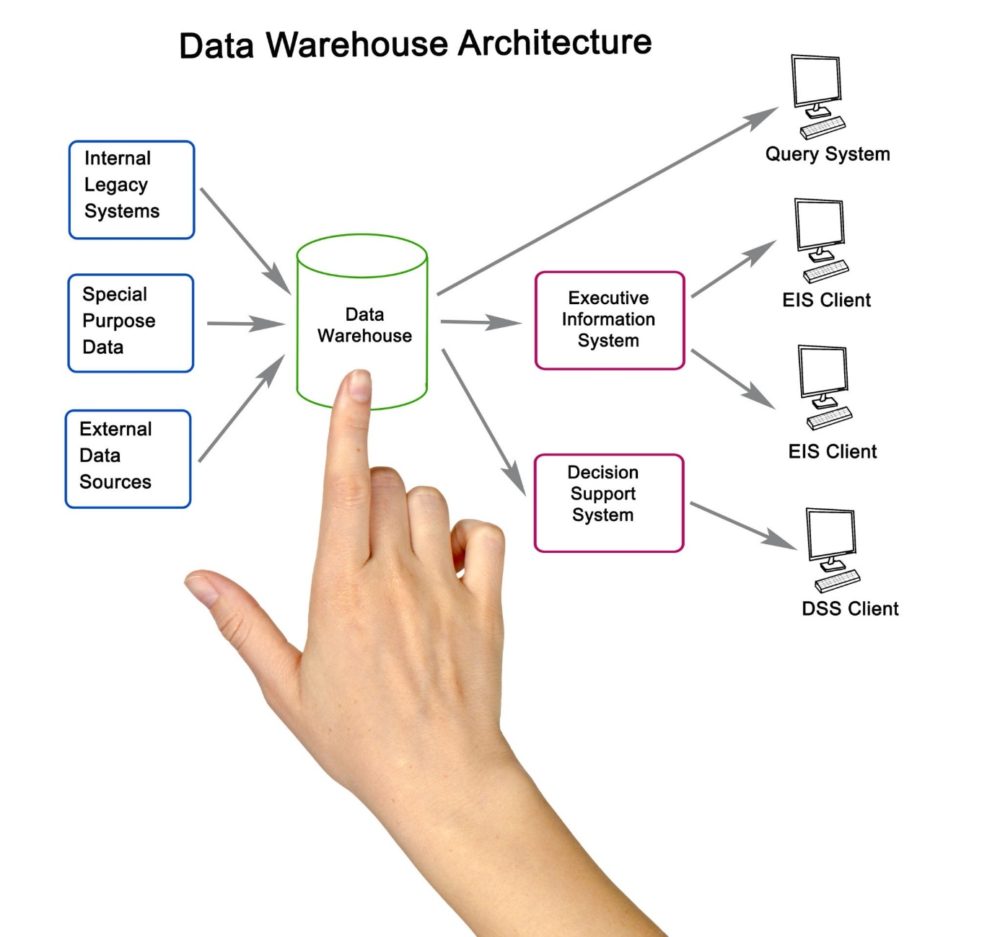 Data Warehouse Architecture
Internal
Legacy
Systems
Special
Purpose
Data
External
Data
Sources
Data
Warehouse
Executive
Information
System
Decision
Support
System
Query System
EIS Client
EIS Client
DSS Client